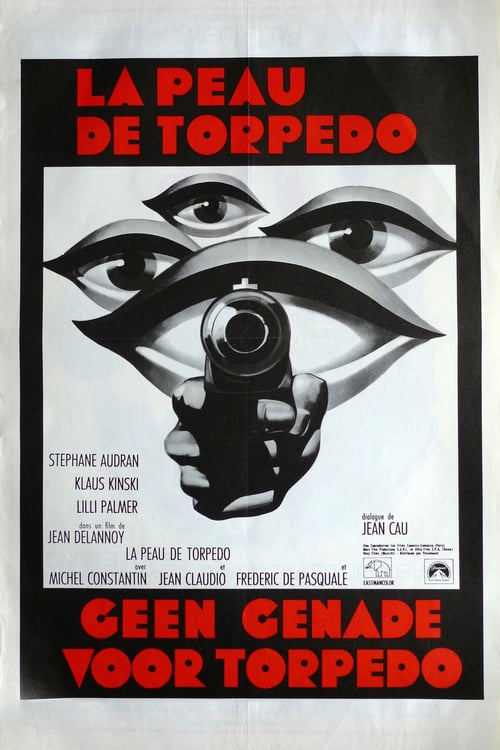 LA PEAU
DE TORPEDO
STEPHANE AUDRAN
KLAUS KINSKI
LILLI PALMER
dans un film de
JEAN DELANNOY
LA PEAU DE TORPEDO
avec et et
MICHEL CONSTANTIN JEAN CLAUDIO FREDERIC DE PASQUALE
dialogue de
JEAN CAU
EASTMANCOLOR
Paramount
GEEN GENADE
VOOR TORPEDO